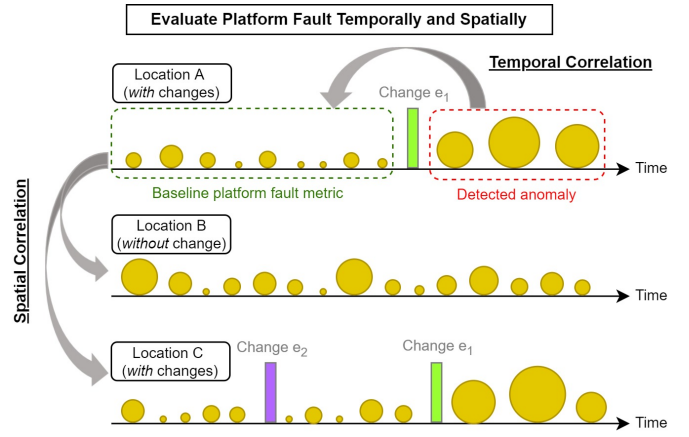 Evaluate Platform Fault Temporally and Spatially
Location A
(with changes)
Change e1
Temporal Correlation
Time
Baseline platform fault metric
Detected anomaly
Spatial Correlation
Location B
(without change)
Time
Location C
(with changes)
Change e2
Change e1
Time